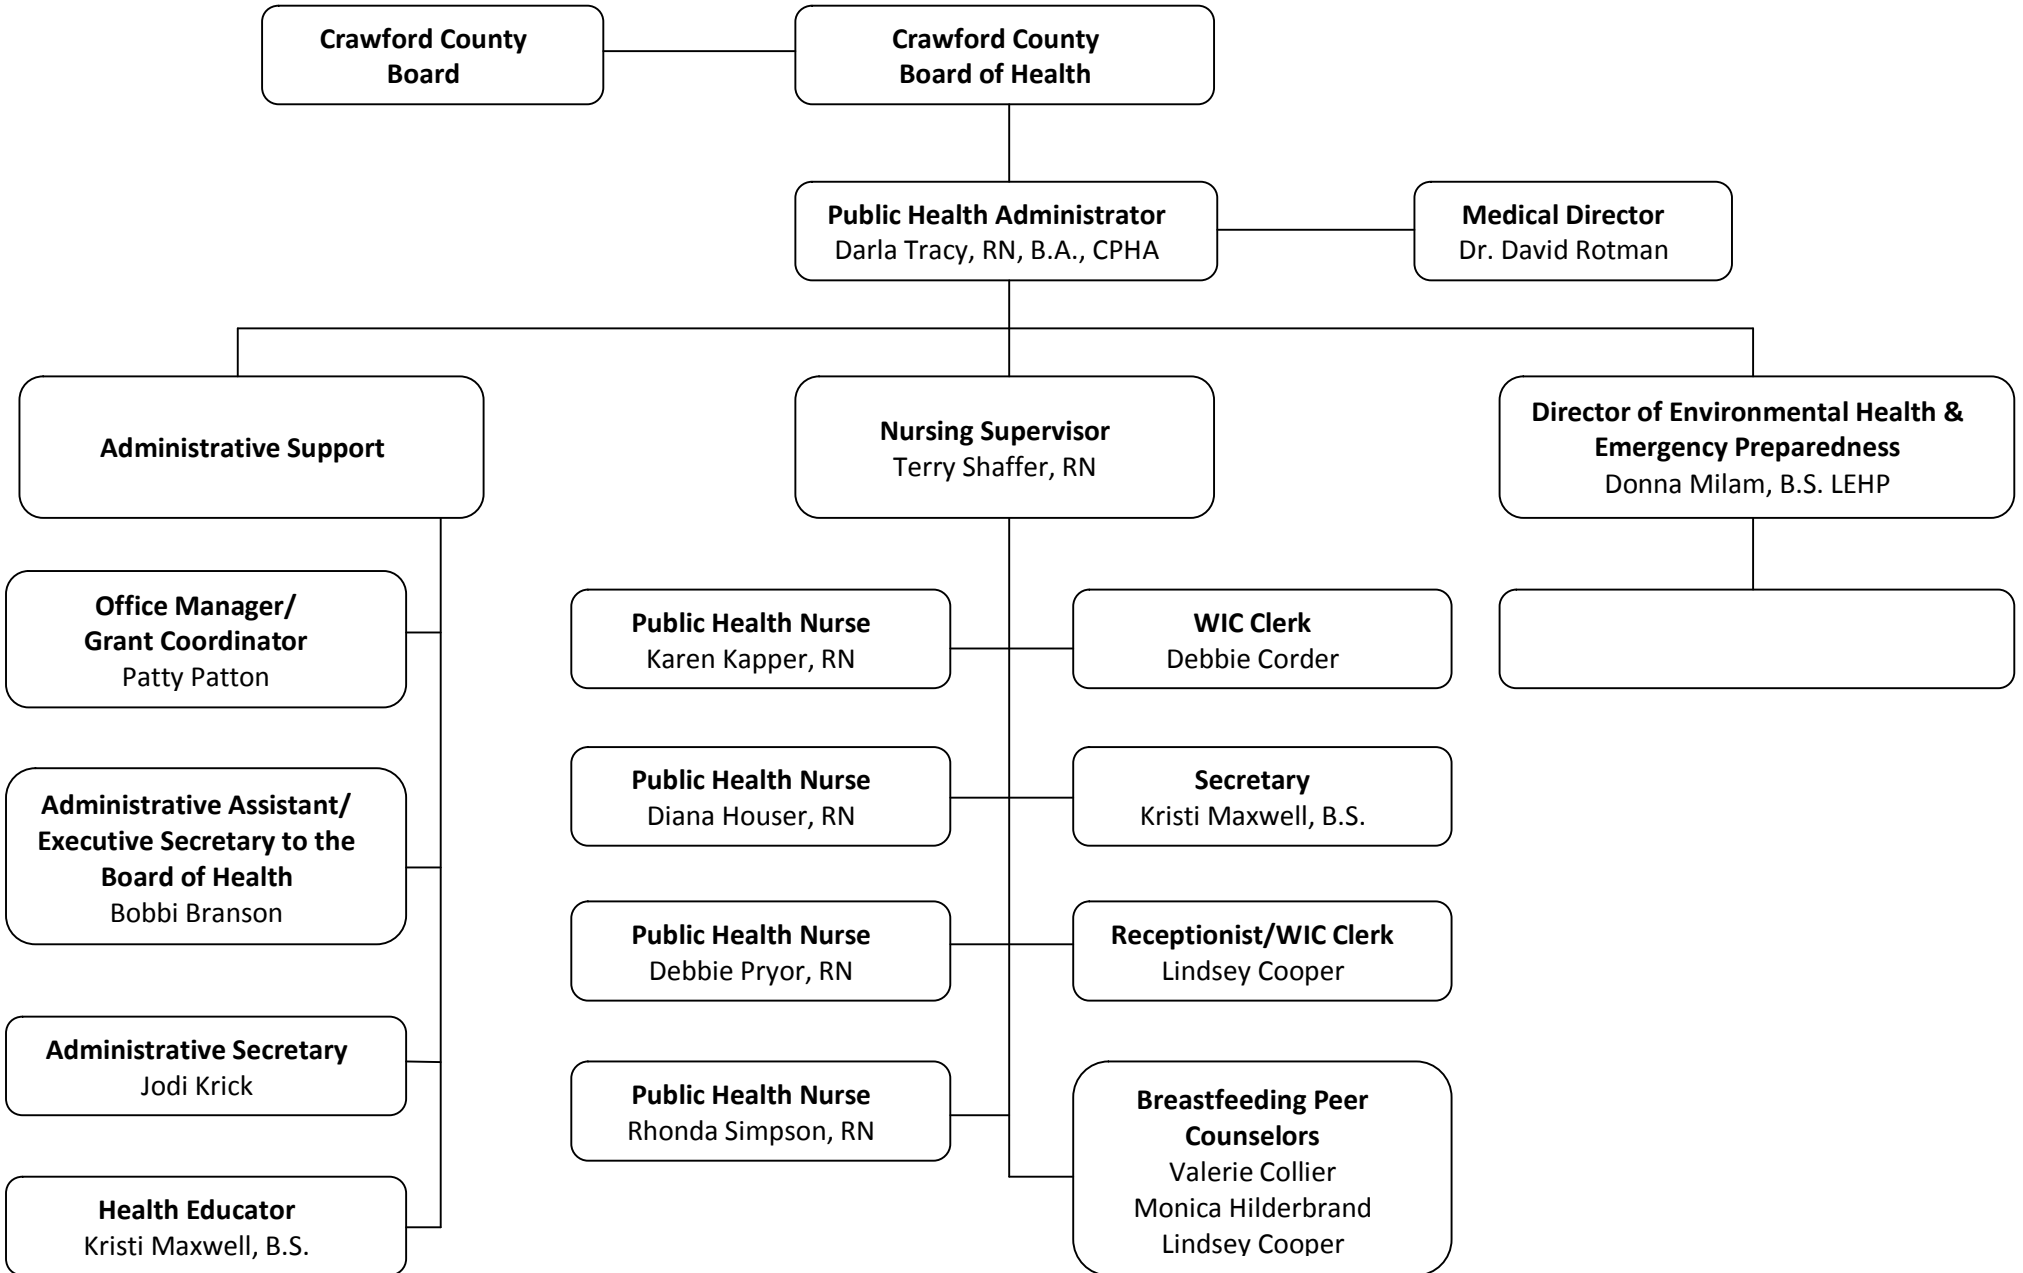 Crawford County
Board
Crawford County
Board of Health
Public Health Administrator
Darla Tracy, RN, B.A., CPHA
Medical Director
Dr. David Rotman
Administrative Support
Nursing Supervisor
Terry Shaffer, RN
Director of Environmental Health &
Emergency Preparedness
Donna Milam, B.S. LEHP
Office Manager/
Grant Coordinator
Patty Patton
Administrative Assistant/
Executive Secretary to the
Board of Health
Bobbi Branson
Administrative Secretary
Jodi Krick
Health Educator
Kristi Maxwell, B.S.
Public Health Nurse
Karen Kapper, RN
Public Health Nurse
Diana Houser, RN
Public Health Nurse
Debbie Pryor, RN
Public Health Nurse
Rhonda Simpson, RN
WIC Clerk
Debbie Corder
Secretary
Kristi Maxwell, B.S.
Receptionist/WIC Clerk
Lindsey Cooper
Breastfeeding Peer
Counselors
Valerie Collier
Monica Hilderbrand
Lindsey Cooper